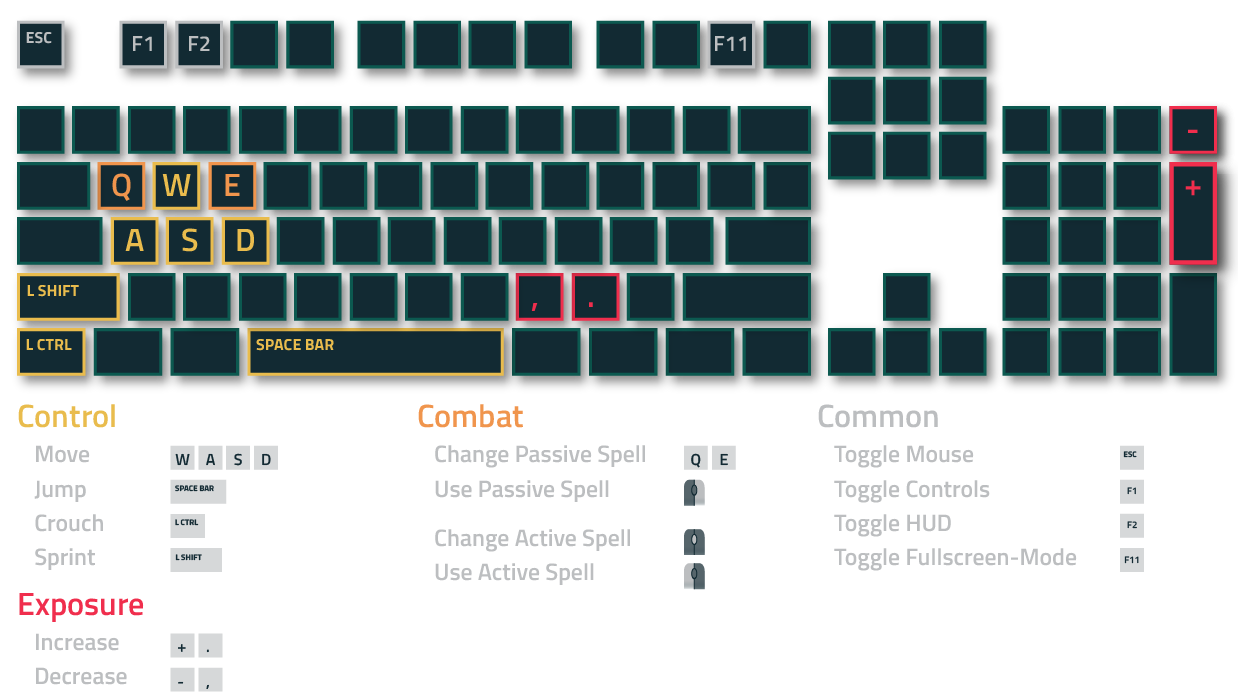 ESC F1 F2 F11
-
Q W E +
A S D
L SHIFT , .
L CTRL SPACE BAR
Control
Move W A S D
Jump SPACE BAR
Crouch L CTRL
Sprint L SHIFT
Exposure
Increase + .
Decrease - ,
Combat
Change Passive Spell Q E
Use Passive Spell
Change Active Spell
Use Active Spell
Common
Toggle Mouse ESC
Toggle Controls F1
Toggle HUD F2
Toggle Fullscreen-Mode F11